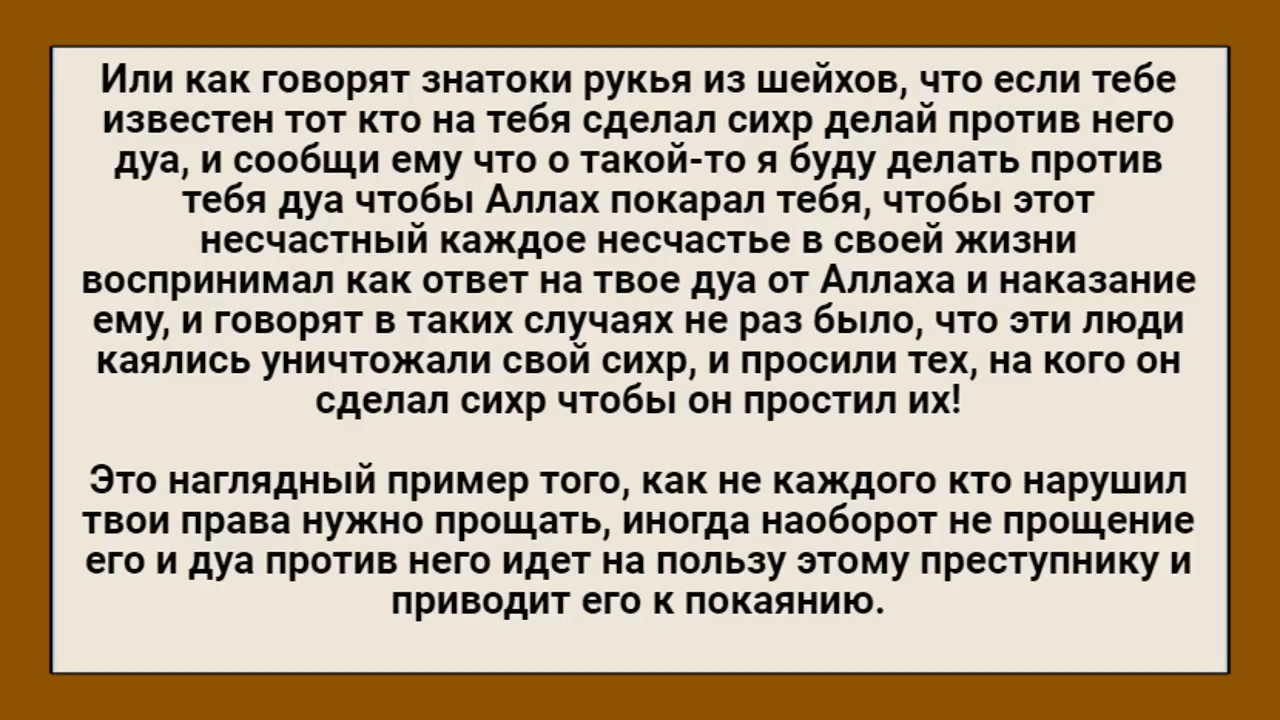 Или как говорят знатоки рукья из шейхов, что если тебе
известен тот кто на тебя сделал сихр делай против него
дуа, и сообщи ему что о такой-то я буду делать против
тебя дуа чтобы Аллах покарал тебя, чтобы этот
несчастный каждое несчастье в своей жизни
воспринимал как ответ на твое дуа от Аллаха и наказание
ему, и говорят в таких случаях не раз было, что эти люди
каялись уничтожали свой сихр, и просили тех, на кого он
сделал сихр чтобы он простил их!
Это наглядный пример того, как не каждого кто нарушил
твои права нужно прощать, иногда наоборот не прощение
его и дуа против него идет на пользу этому преступнику и
приводит его к покаянию.